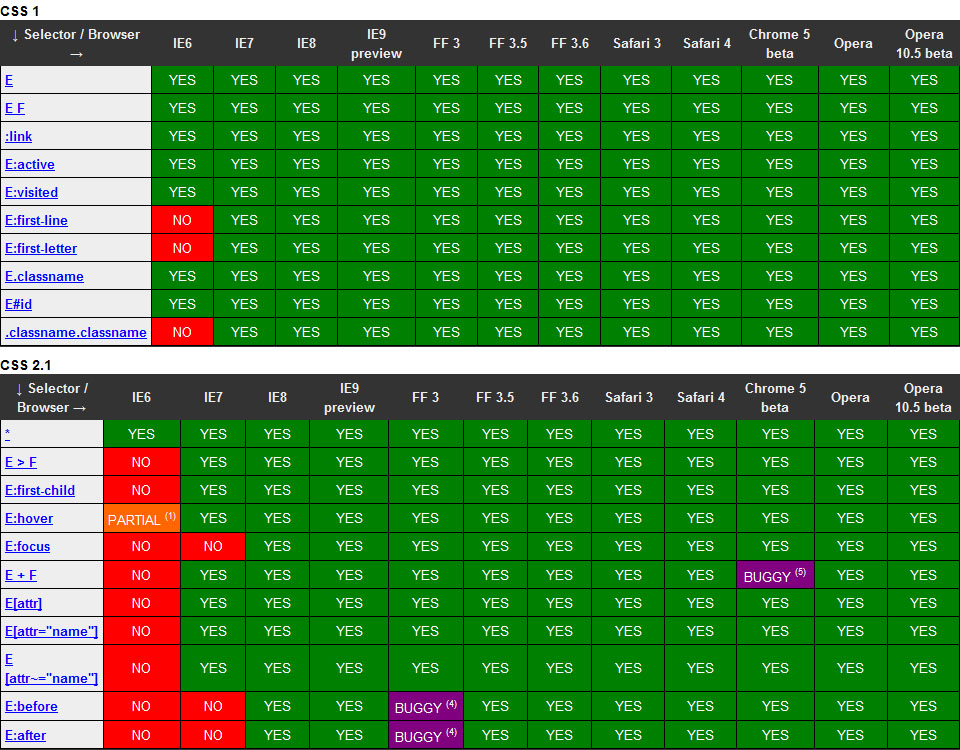 CSS 1
↓ Selector / Browser → IE6 IE7 IE8 IE9 preview FF 3 FF 3.5 FF 3.6 Safari 3 Safari 4 Chrome 5 beta Opera Opera 10.5 beta
E YES YES YES YES YES YES YES YES YES YES YES YES
E F YES YES YES YES YES YES YES YES YES YES YES YES
:link YES YES YES YES YES YES YES YES YES YES YES YES
E:active YES YES YES YES YES YES YES YES YES YES YES YES
E:visited YES YES YES YES YES YES YES YES YES YES YES YES
E:first-line NO YES YES YES YES YES YES YES YES YES YES YES
E:first-letter NO YES YES YES YES YES YES YES YES YES YES YES
E.classname YES YES YES YES YES YES YES YES YES YES YES YES
E#id YES YES YES YES YES YES YES YES YES YES YES YES
.classname.classname NO YES YES YES YES YES YES YES YES YES YES YES
CSS 2.1
↓ Selector / Browser → IE6 IE7 IE8 IE9 preview FF 3 FF 3.5 FF 3.6 Safari 3 Safari 4 Chrome 5 beta Opera Opera 10.5 beta
* YES YES YES YES YES YES YES YES YES YES YES YES
E > F NO YES YES YES YES YES YES YES YES YES YES YES
E:first-child NO YES YES YES YES YES YES YES YES YES YES YES
E:hover PARTIAL (1) YES YES YES YES YES YES YES YES YES YES YES
E:focus NO NO YES YES YES YES YES YES YES YES YES YES
E + F NO YES YES YES YES YES YES YES YES BUGGY (5) YES YES
E[attr] NO YES YES YES YES YES YES YES YES YES YES YES
E[attr="name"] NO YES YES YES YES YES YES YES YES YES YES YES
E [attr~="name"] NO YES YES YES YES YES YES YES YES YES YES YES
E:before NO NO YES YES BUGGY (4) YES YES YES YES YES YES YES
E:after NO NO YES YES BUGGY (4) YES YES YES YES YES YES YES